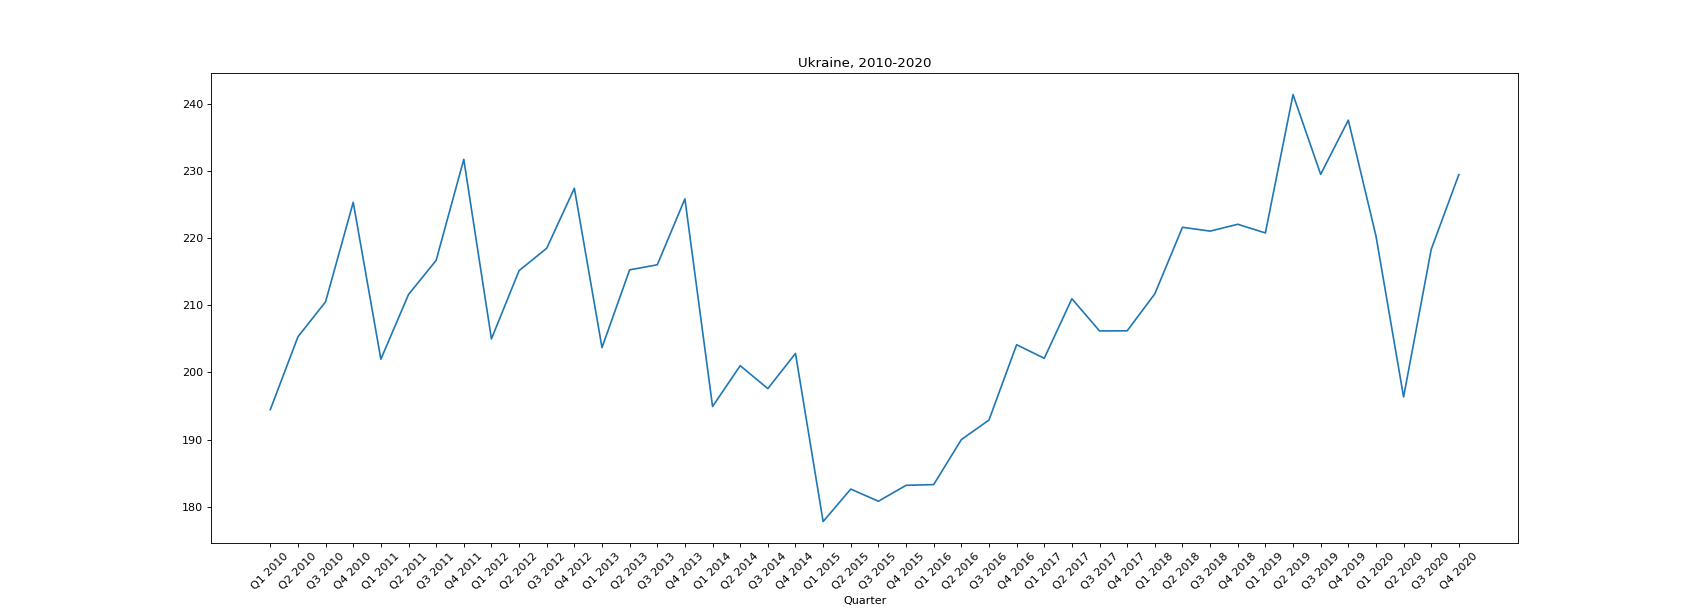 Ukraine, 2010-2020
240
230
220
210
200
190
180
Q1 2010
Q2 2010
Q3 2010
Q4 2010
Q1 2011
Q2 2011
Q3 2011
Q4 2011
Q1 2012
Q2 2012
Q3 2012
Q4 2012
Q1 2013
Q2 2013
Q3 2013
Q4 2013
Q1 2014
Q2 2014
Q3 2014
Q4 2014
Q1 2015
Q2 2015
Q3 2015
Q4 2015
Q1 2016
Q2 2016
Q3 2016
Q4 2016
Q1 2017
Q2 2017
Q3 2017
Q4 2017
Q1 2018
Q2 2018
Q3 2018
Q4 2018
Q1 2019
Q2 2019
Q3 2019
Q4 2019
Q1 2020
Q2 2020
Q3 2020
Q4 2020
Quarter